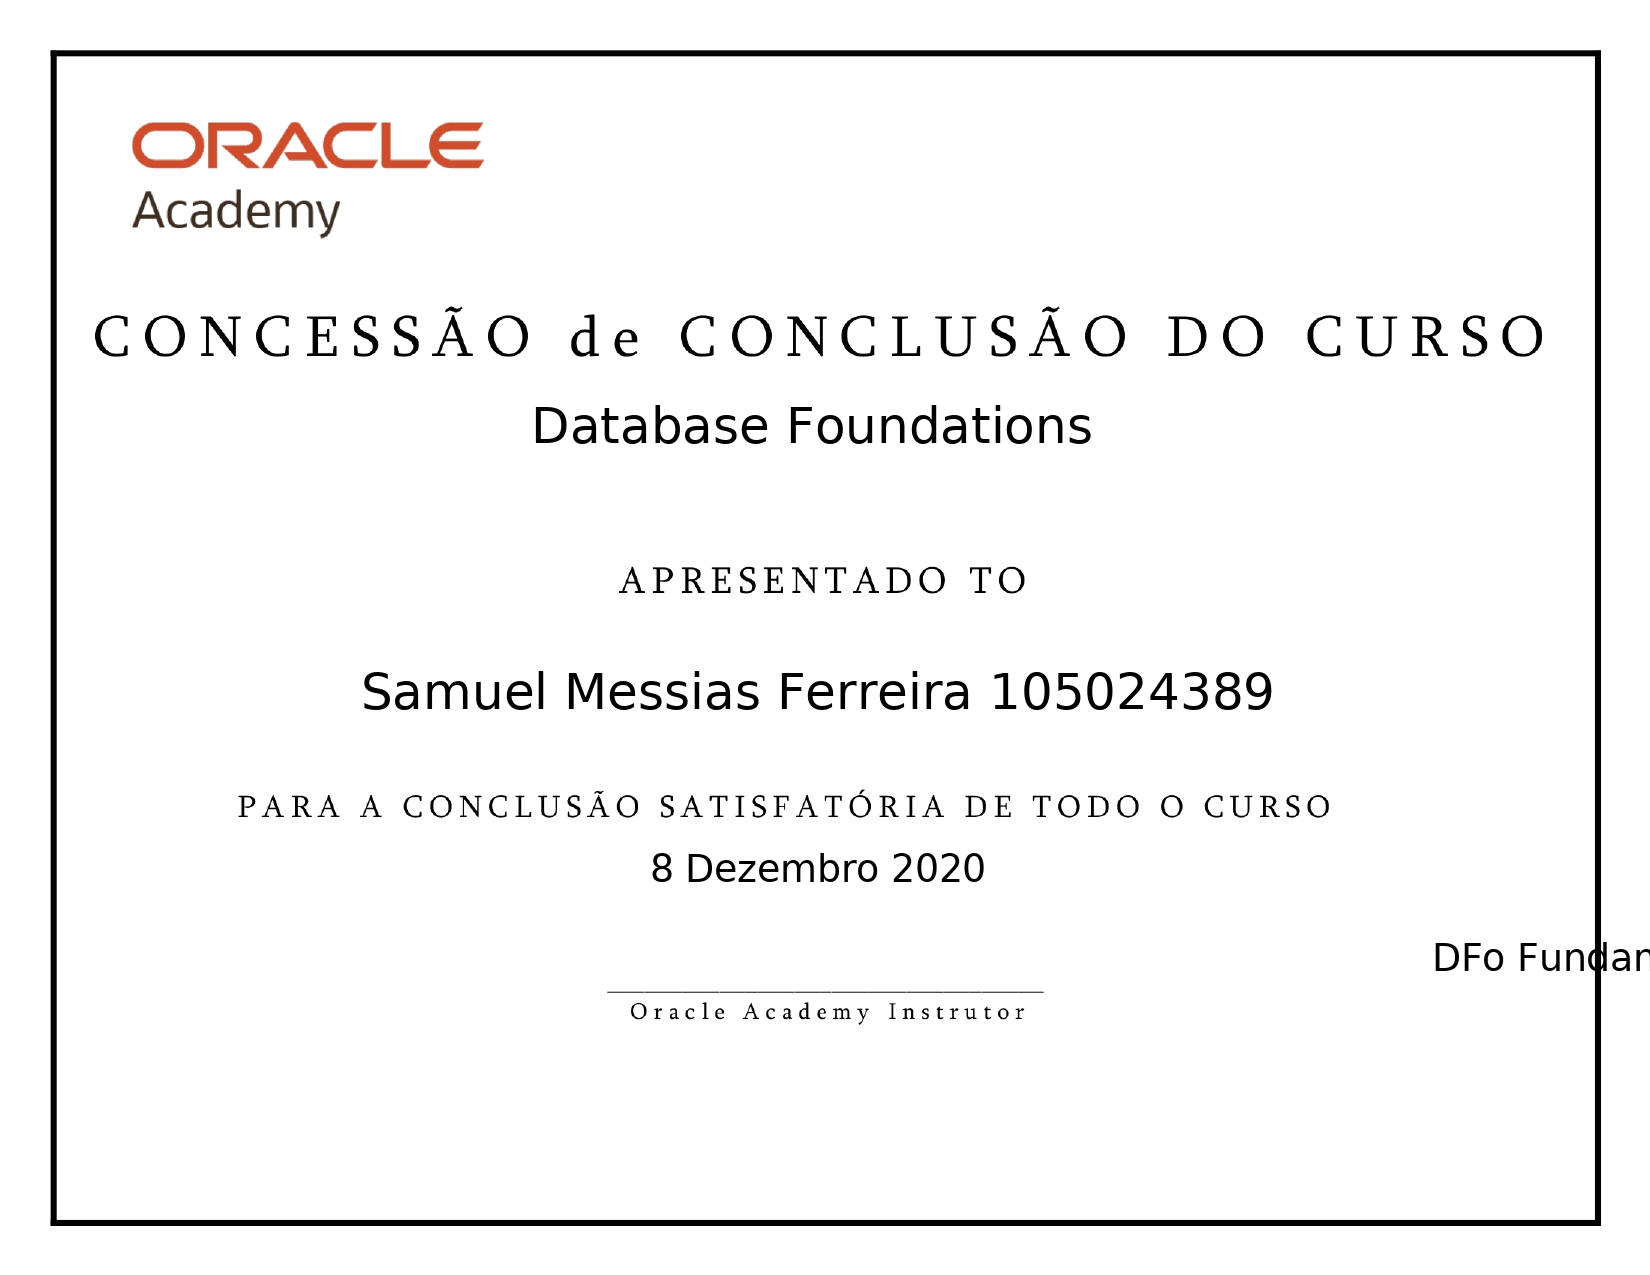 ORACLE
Academy
CONCESSÃO de CONCLUSÃO DO CURSO
Database Foundations
APRESENTADO TO
Samuel Messias Ferreira 105024389
PARA A CONCLUSÃO SATISFATÓRIA DE TODO O CURSO
8 Dezembro 2020
DFo Fundan
Oracle Academy Instrutor